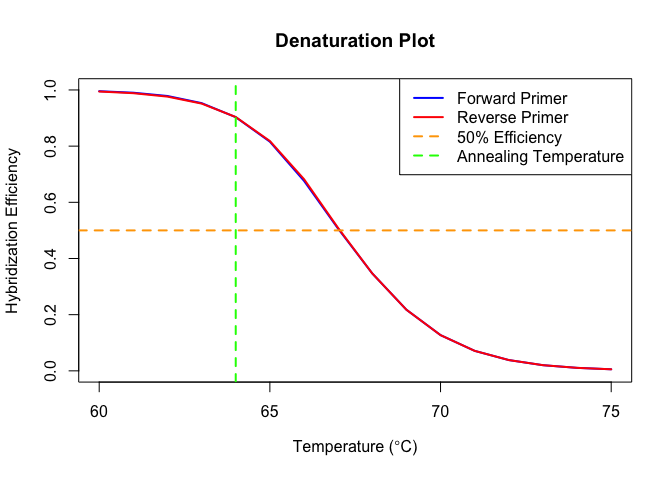 Denaturation Plot
Forward Primer
Reverse Primer
50% Efficiency
Annealing Temperature
Hybridization Efficiency
1.0
0.8
0.6
0.4
0.2
0.0
60
65
70
75
Temperature (°C)